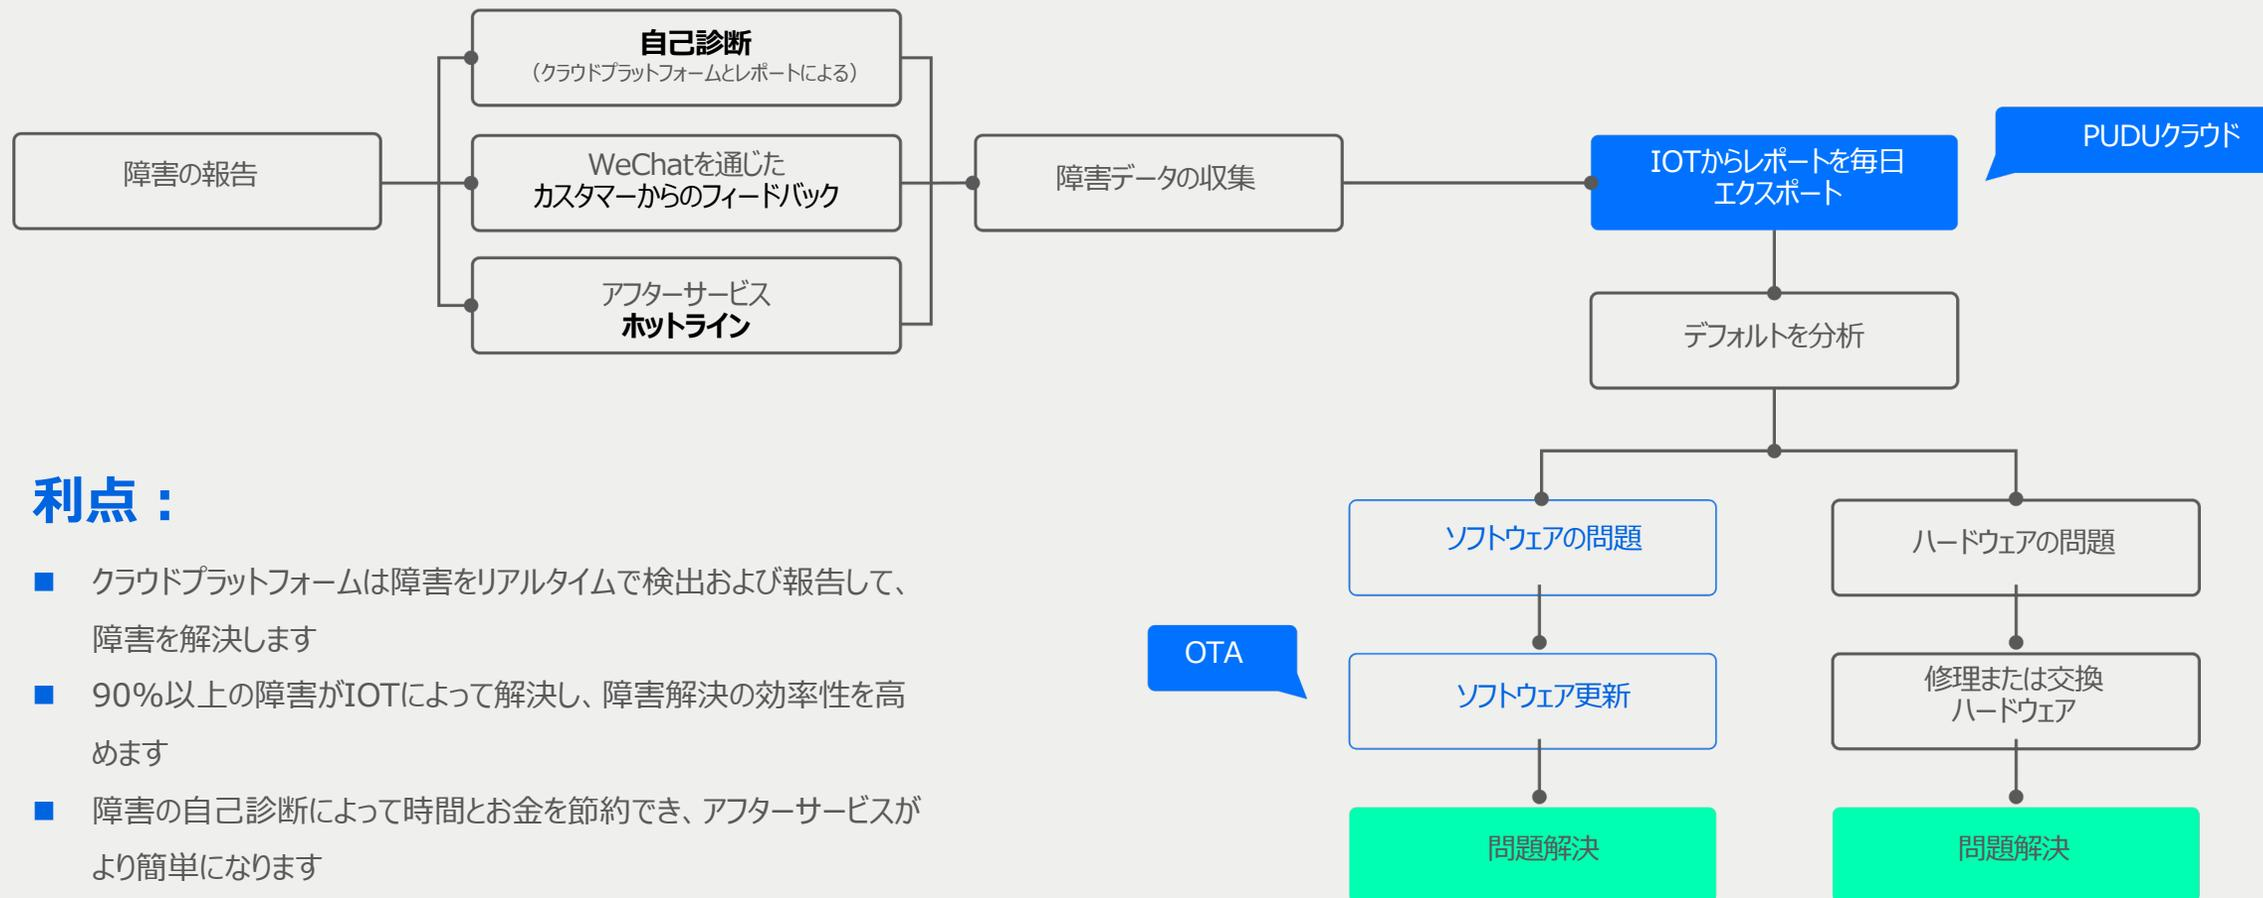 自己診断
（クラウドプラットフォームとレポートによる）
障害の報告
WeChatを通じた
カスタマーからのフィードバック
アフターサービス
ホットライン
障害データの収集
IOTからレポートを毎日
エクスポート
PUDUクラウド
デフォルトを分析
ソフトウェアの問題
ハードウェアの問題
OTA
ソフトウェア更新
修理または交換
ハードウェア
問題解決
問題解決
利点：
クラウドプラットフォームは障害をリアルタイムで検出および報告して、
障害を解決します
90%以上の障害がIOTによって解決し、障害解決の効率性を高
めます
障害の自己診断によって時間とお金を節約でき、アフターサービスが
より簡単になります